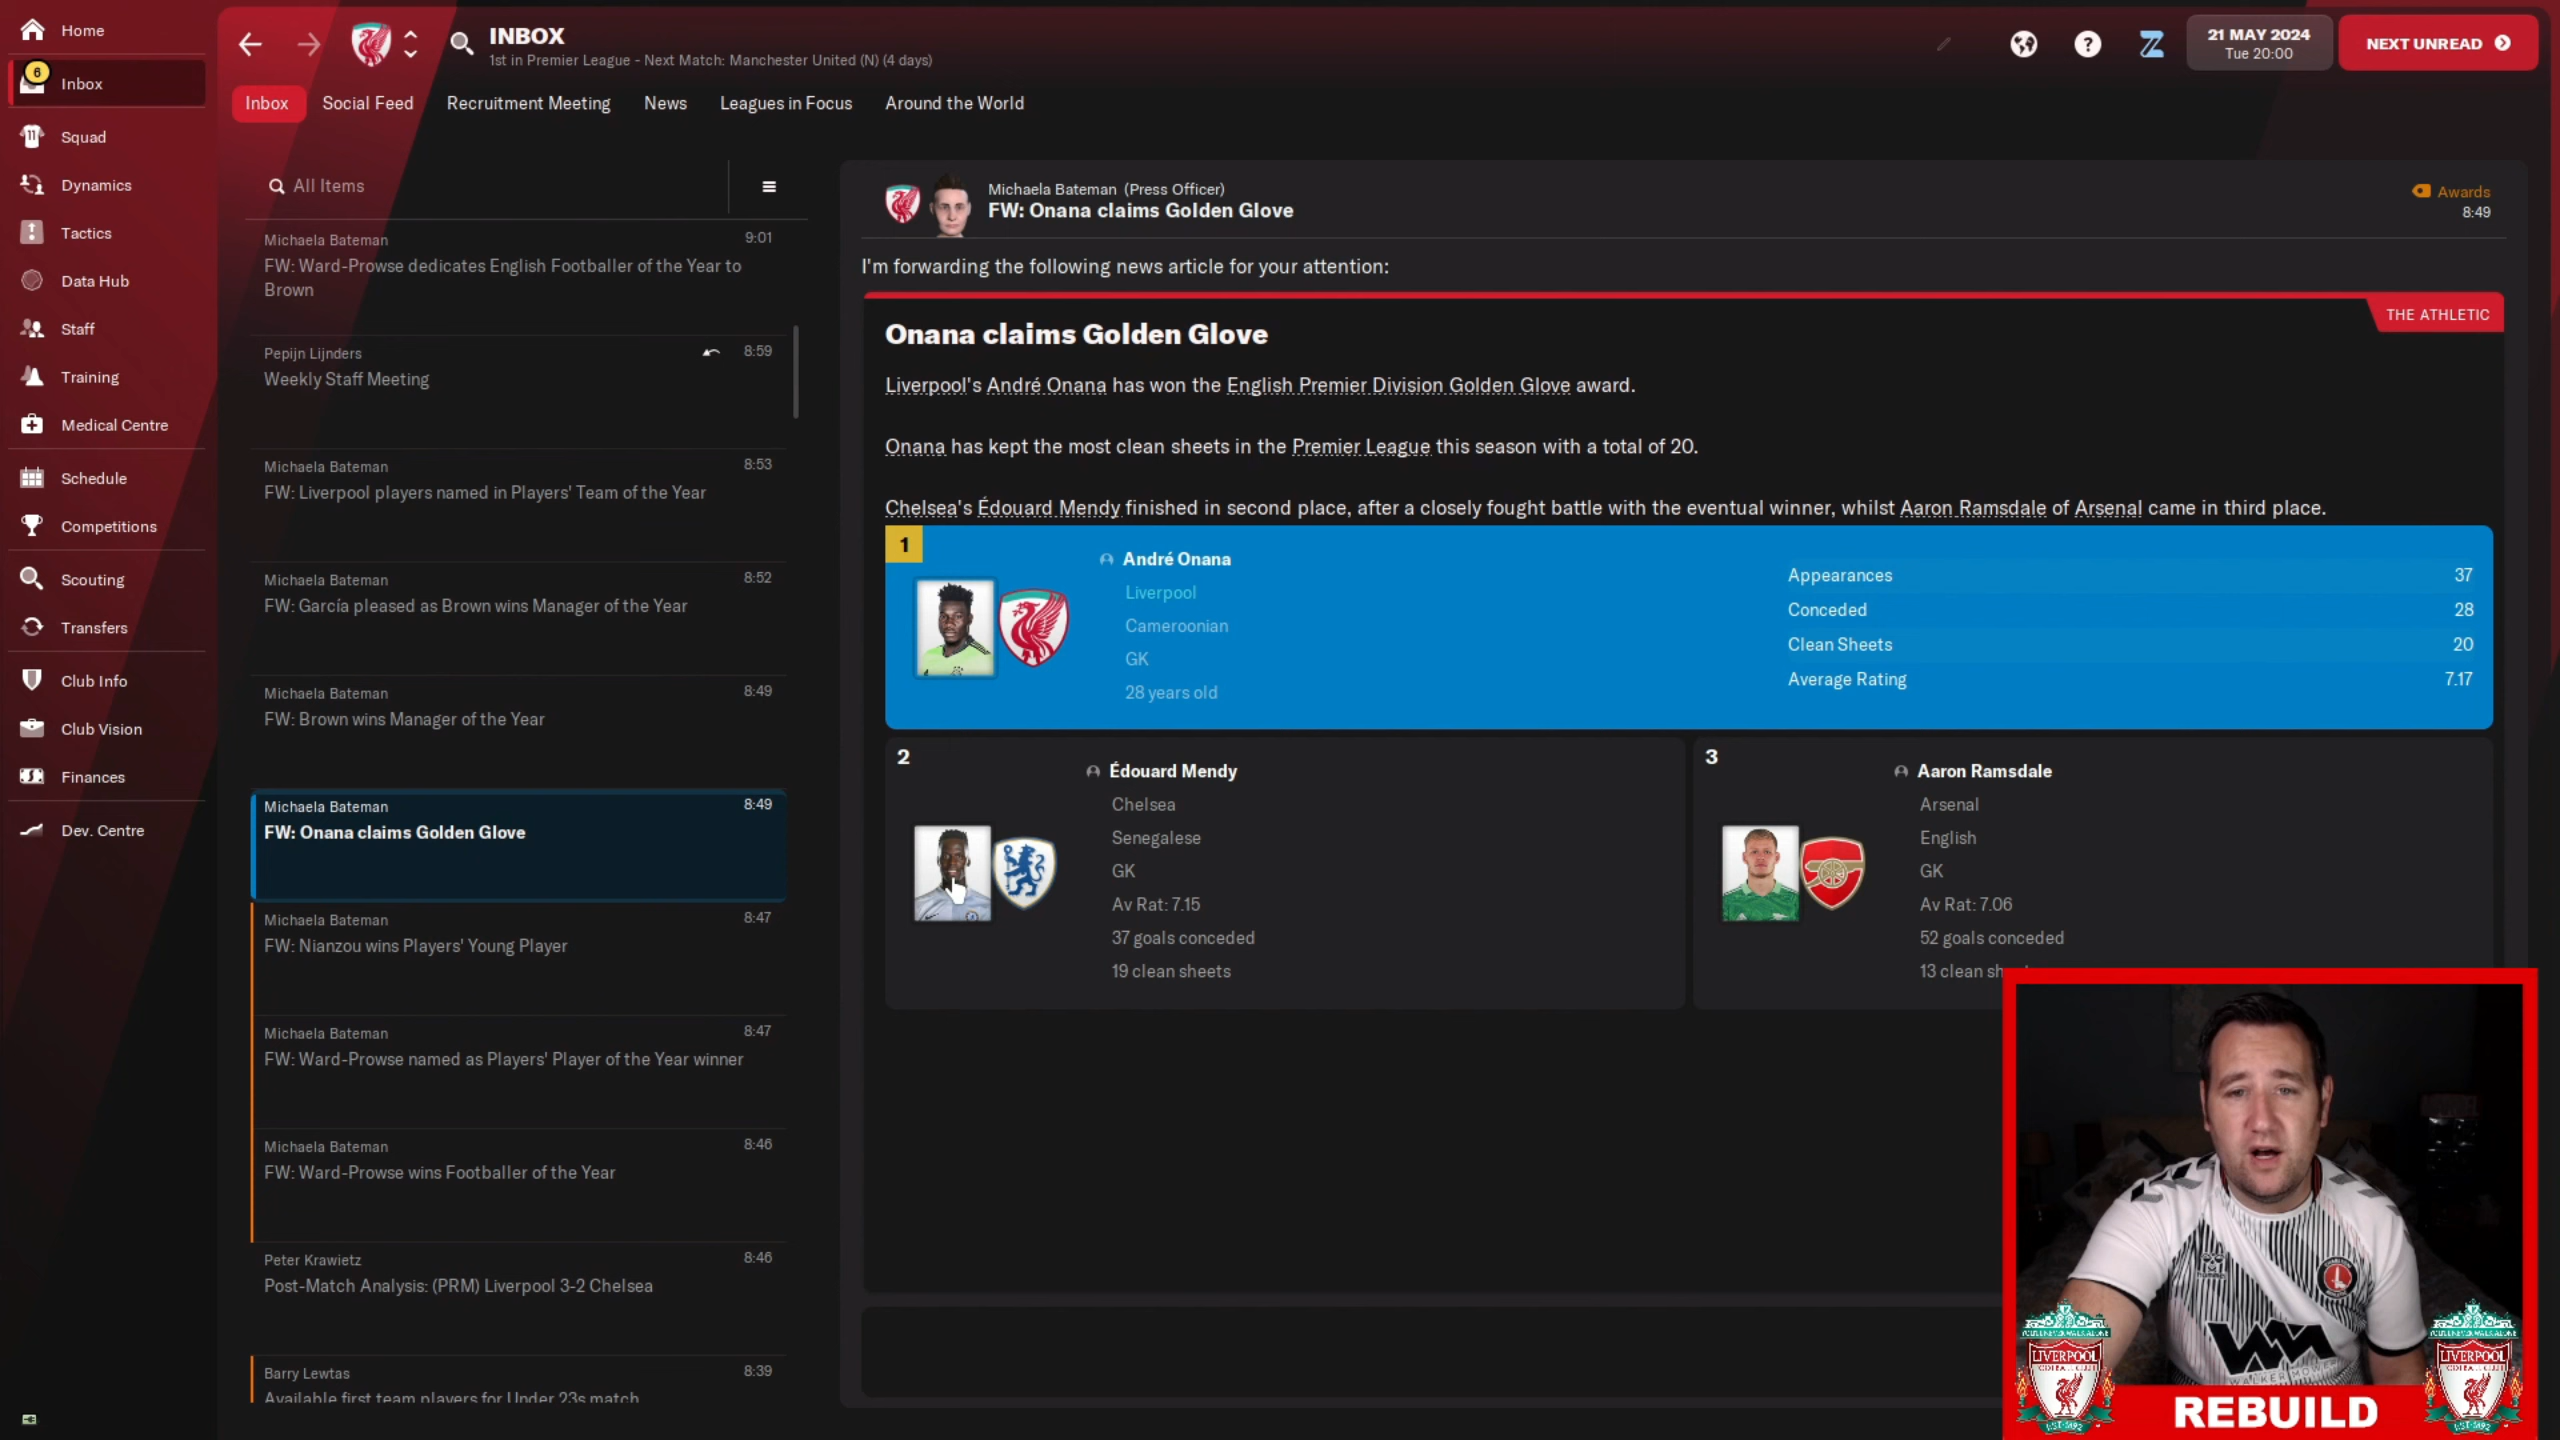 Home
6
Inbox
Squad
Dynamics
Tactics
Data Hub
Staff
Training
Medical Centre
Schedule
Competitions
Scouting
Transfers
Club Info
Club Vision
Finances
Dev. Centre
INBOX
1st in Premier League - Next Match: Manchester United (N) (4 days)
21 MAY 2024
Tue 20:00
NEXT UNREAD
Inbox Social Feed Recruitment Meeting News Leagues in Focus Around the World
All Items
Michaela Bateman 9:01
FW: Ward-Prowse dedicates English Footballer of the Year to
Brown
Pepijn Lijnders 8:59
Weekly Staff Meeting
Michaela Bateman 8:53
FW: Liverpool players named in Players' Team of the Year
Michaela Bateman 8:52
FW: García pleased as Brown wins Manager of the Year
Michaela Bateman 8:49
FW: Brown wins Manager of the Year
Michaela Bateman 8:49
FW: Onana claims Golden Glove
Michaela Bateman 8:47
FW: Nianzou wins Players' Young Player
Michaela Bateman 8:47
FW: Ward-Prowse named as Players' Player of the Year winner
Michaela Bateman 8:46
FW: Ward-Prowse wins Footballer of the Year
Peter Krawietz 8:46
Post-Match Analysis: (PRM) Liverpool 3-2 Chelsea
Barry Lewtas 8:39
Available first team players for Under 23s match
Michaela Bateman (Press Officer)
FW: Onana claims Golden Glove
Awards
8:49
I'm forwarding the following news article for your attention:
THE ATHLETIC
Onana claims Golden Glove
Liverpool's André Onana has won the English Premier Division Golden Glove award.
Onana has kept the most clean sheets in the Premier League this season with a total of 20.
Chelsea's Édouard Mendy finished in second place, after a closely fought battle with the eventual winner, whilst Aaron Ramsdale of Arsenal came in third place.
1
André Onana
Liverpool
Cameroonian
GK
28 years old
Appearances 37
Conceded 28
Clean Sheets 20
Average Rating 7.17
2
Édouard Mendy
Chelsea
Senegalese
GK
Av Rat: 7.15
37 goals conceded
19 clean sheets
3
Aaron Ramsdale
Arsenal
English
GK
Av Rat: 7.06
52 goals conceded
13 clean
LIVERPOOL
LIVERPOOL
REBUILD